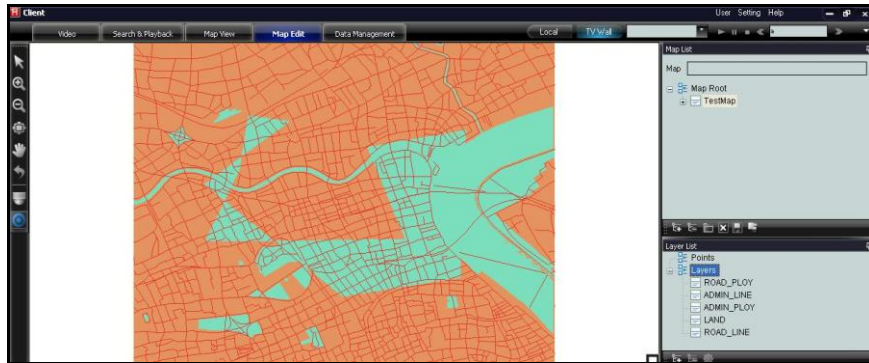 Client
User Setting Help
Video Search & Playback Map View Map Edit Data Management Local TV Wall a
Map List
Map
Map Root
TestMap
Layer List
Points
Layers
ROAD_PLOY
ADMIN_LINE
ADMIN_PLOY
LAND
ROAD_LINE